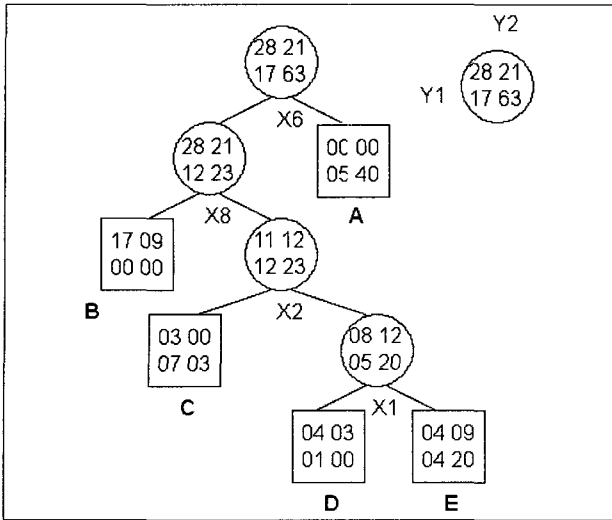 Y2
28 21
17 63
Y1
28 21
17 63
X6
28 21
12 23
00 00
05 40
A
X8
17 09
00 00
B
11 12
12 23
X2
03 00
07 03
C
08 12
05 20
X1
04 03
01 00
D
04 09
04 20
E